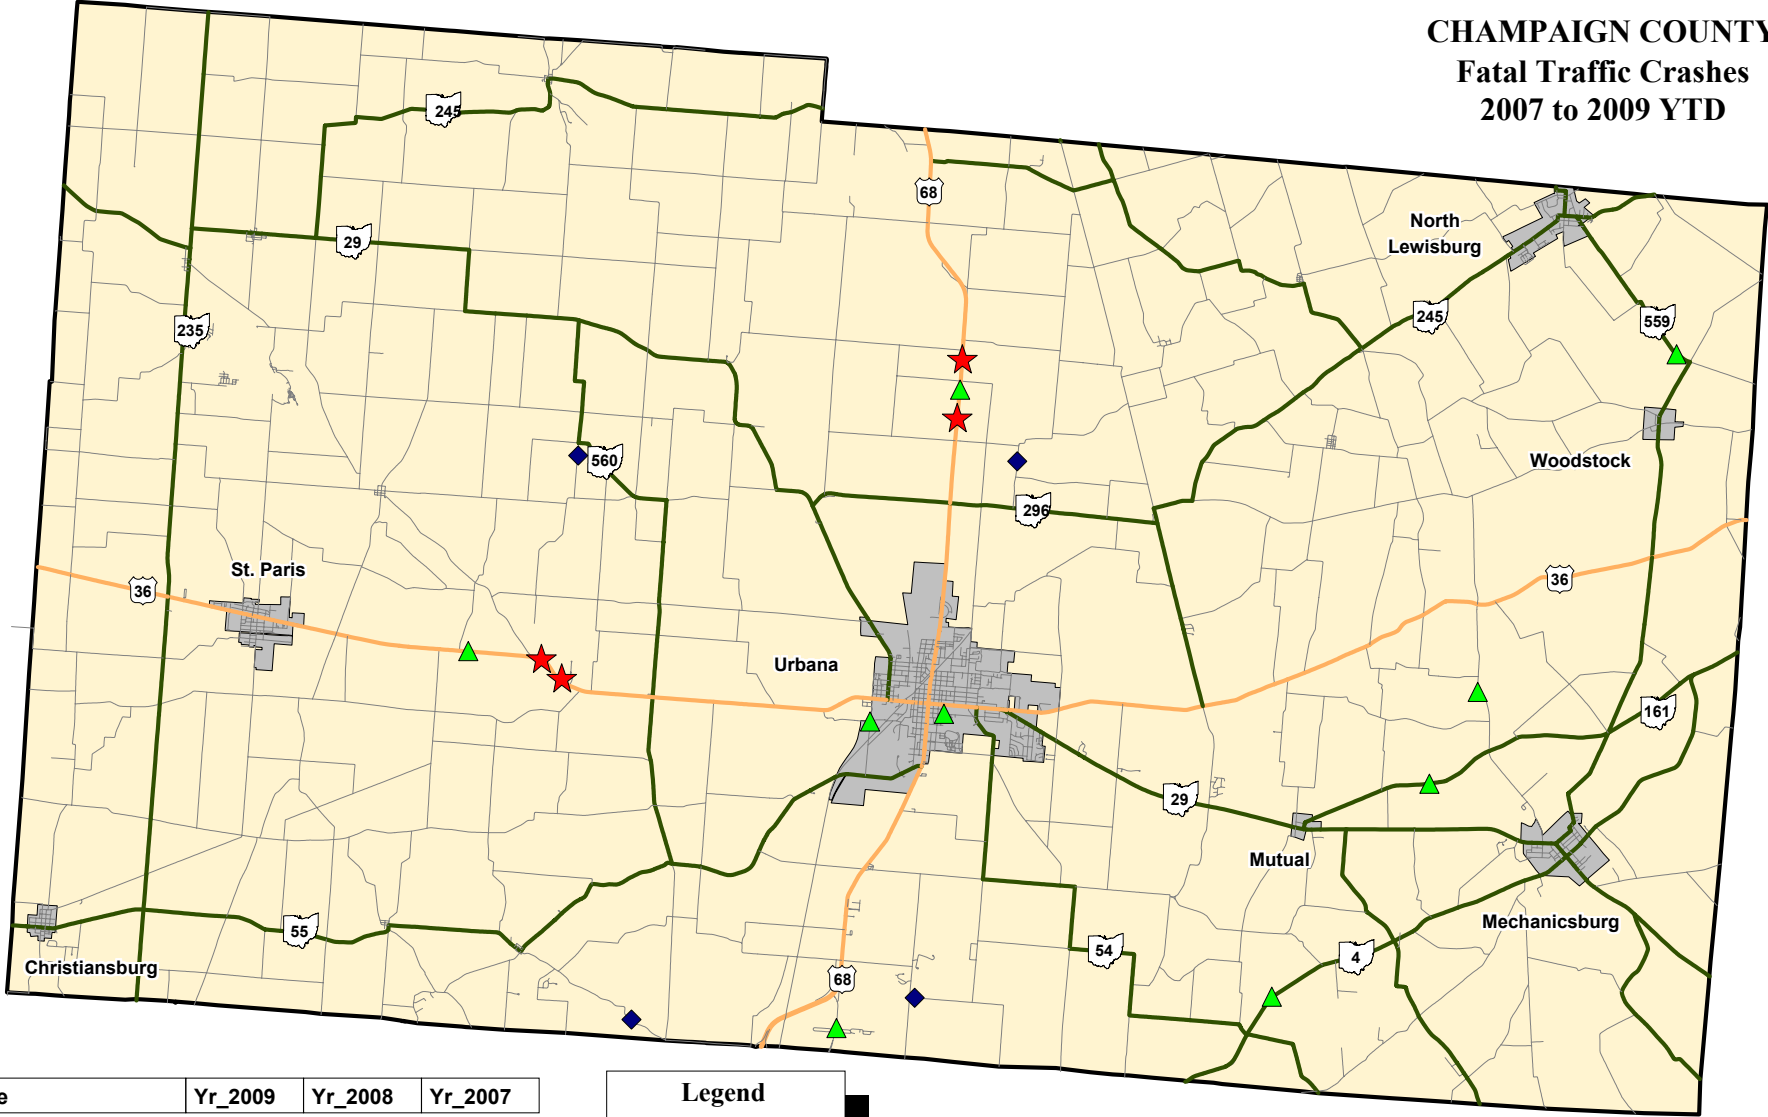 CHAMPAIGN COUNTY
Fatal Traffic Crashes
2007 to 2009 YTD
245
68
29
North
Lewisburg
235
245
559
560
Woodstock
296
36
St. Paris
36
Urbana
161
29
Mutual
Mechanicsburg
55
54
4
Christiansburg
68
Yr_2009 Yr_2008 Yr_2007
Legend